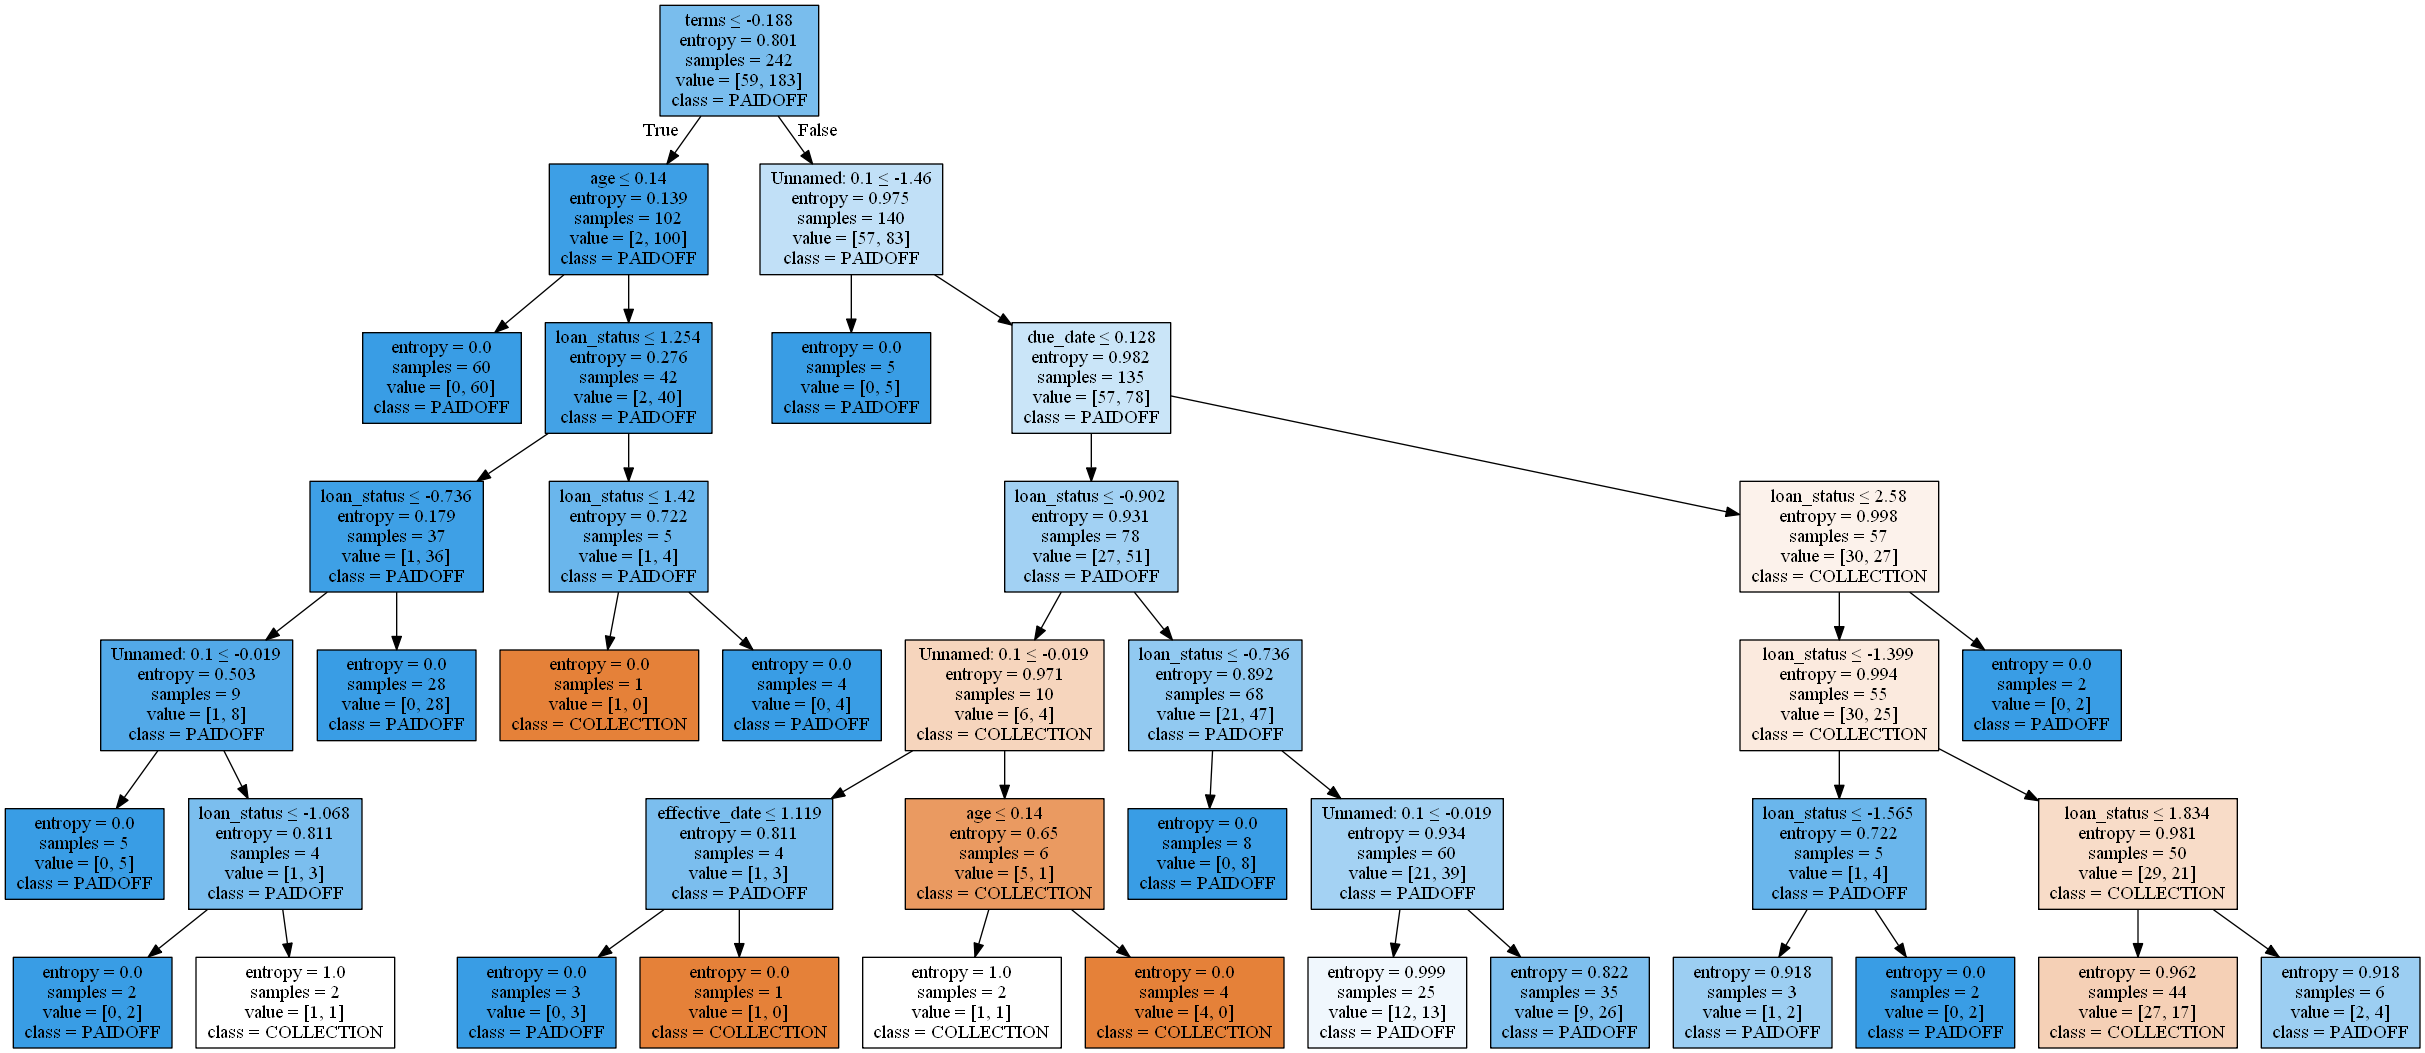 terms ≤ -0.188
entropy = 0.801
samples = 242
value = [59, 183]
class = PAIDOFF
True
False
age ≤ 0.14
entropy = 0.139
samples = 102
value = [2, 100]
class = PAIDOFF
Unnamed: 0.1 ≤ -1.46
entropy = 0.975
samples = 140
value = [57, 83]
class = PAIDOFF
entropy = 0.0
samples = 60
value = [0, 60]
class = PAIDOFF
loan_status ≤ 1.254
entropy = 0.276
samples = 42
value = [2, 40]
class = PAIDOFF
entropy = 0.0
samples = 5
value = [0, 5]
class = PAIDOFF
due_date ≤ 0.128
entropy = 0.982
samples = 135
value = [57, 78]
class = PAIDOFF
loan_status ≤ -0.736
entropy = 0.179
samples = 37
value = [1, 36]
class = PAIDOFF
loan_status ≤ 1.42
entropy = 0.722
samples = 5
value = [1, 4]
class = PAIDOFF
loan_status ≤ -0.902
entropy = 0.931
samples = 78
value = [27, 51]
class = PAIDOFF
loan_status ≤ 2.58
entropy = 0.998
samples = 57
value = [30, 27]
class = COLLECTION
Unnamed: 0.1 ≤ -0.019
entropy = 0.503
samples = 9
value = [1, 8]
class = PAIDOFF
entropy = 0.0
samples = 28
value = [0, 28]
class = PAIDOFF
entropy = 0.0
samples = 1
value = [1, 0]
class = COLLECTION
entropy = 0.0
samples = 4
value = [0, 4]
class = PAIDOFF
Unnamed: 0.1 ≤ -0.019
entropy = 0.971
samples = 10
value = [6, 4]
class = COLLECTION
loan_status ≤ -0.736
entropy = 0.892
samples = 68
value = [21, 47]
class = PAIDOFF
loan_status ≤ -1.399
entropy = 0.994
samples = 55
value = [30, 25]
class = COLLECTION
entropy = 0.0
samples = 2
value = [0, 2]
class = PAIDOFF
entropy = 0.0
samples = 5
value = [0, 5]
class = PAIDOFF
loan_status ≤ -1.068
entropy = 0.811
samples = 4
value = [1, 3]
class = PAIDOFF
effective_date ≤ 1.119
entropy = 0.811
samples = 4
value = [1, 3]
class = PAIDOFF
age ≤ 0.14
entropy = 0.65
samples = 6
value = [5, 1]
class = COLLECTION
entropy = 0.0
samples = 8
value = [0, 8]
class = PAIDOFF
Unnamed: 0.1 ≤ -0.019
entropy = 0.934
samples = 60
value = [21, 39]
class = PAIDOFF
loan_status ≤ -1.565
entropy = 0.722
samples = 5
value = [1, 4]
class = PAIDOFF
loan_status ≤ 1.834
entropy = 0.981
samples = 50
value = [29, 21]
class = COLLECTION
entropy = 0.0
samples = 2
value = [0, 2]
class = PAIDOFF
entropy = 1.0
samples = 2
value = [1, 1]
class = COLLECTION
entropy = 0.0
samples = 3
value = [0, 3]
class = PAIDOFF
entropy = 0.0
samples = 1
value = [1, 0]
class = COLLECTION
entropy = 1.0
samples = 2
value = [1, 1]
class = COLLECTION
entropy = 0.0
samples = 4
value = [4, 0]
class = COLLECTION
entropy = 0.999
samples = 25
value = [12, 13]
class = PAIDOFF
entropy = 0.822
samples = 35
value = [9, 26]
class = PAIDOFF
entropy = 0.918
samples = 3
value = [1, 2]
class = PAIDOFF
entropy = 0.0
samples = 2
value = [0, 2]
class = PAIDOFF
entropy = 0.962
samples = 44
value = [27, 17]
class = COLLECTION
entropy = 0.918
samples = 6
value = [2, 4]
class = PAIDOFF